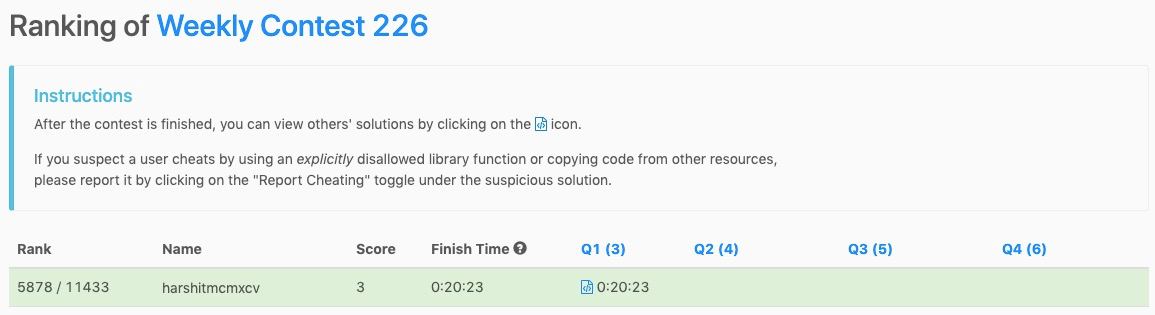 Ranking of Weekly Contest 226
Instructions
After the contest is finished, you can view others' solutions by clicking on the icon.
If you suspect a user cheats by using an explicitly disallowed library function or copying code from other resources,
please report it by clicking on the "Report Cheating" toggle under the suspicious solution.
Rank Name Score Finish Time Q1 (3) Q2 (4) Q3 (5) Q4 (6)
5878 / 11433 harshitmcmxcv 3 0:20:23 0:20:23